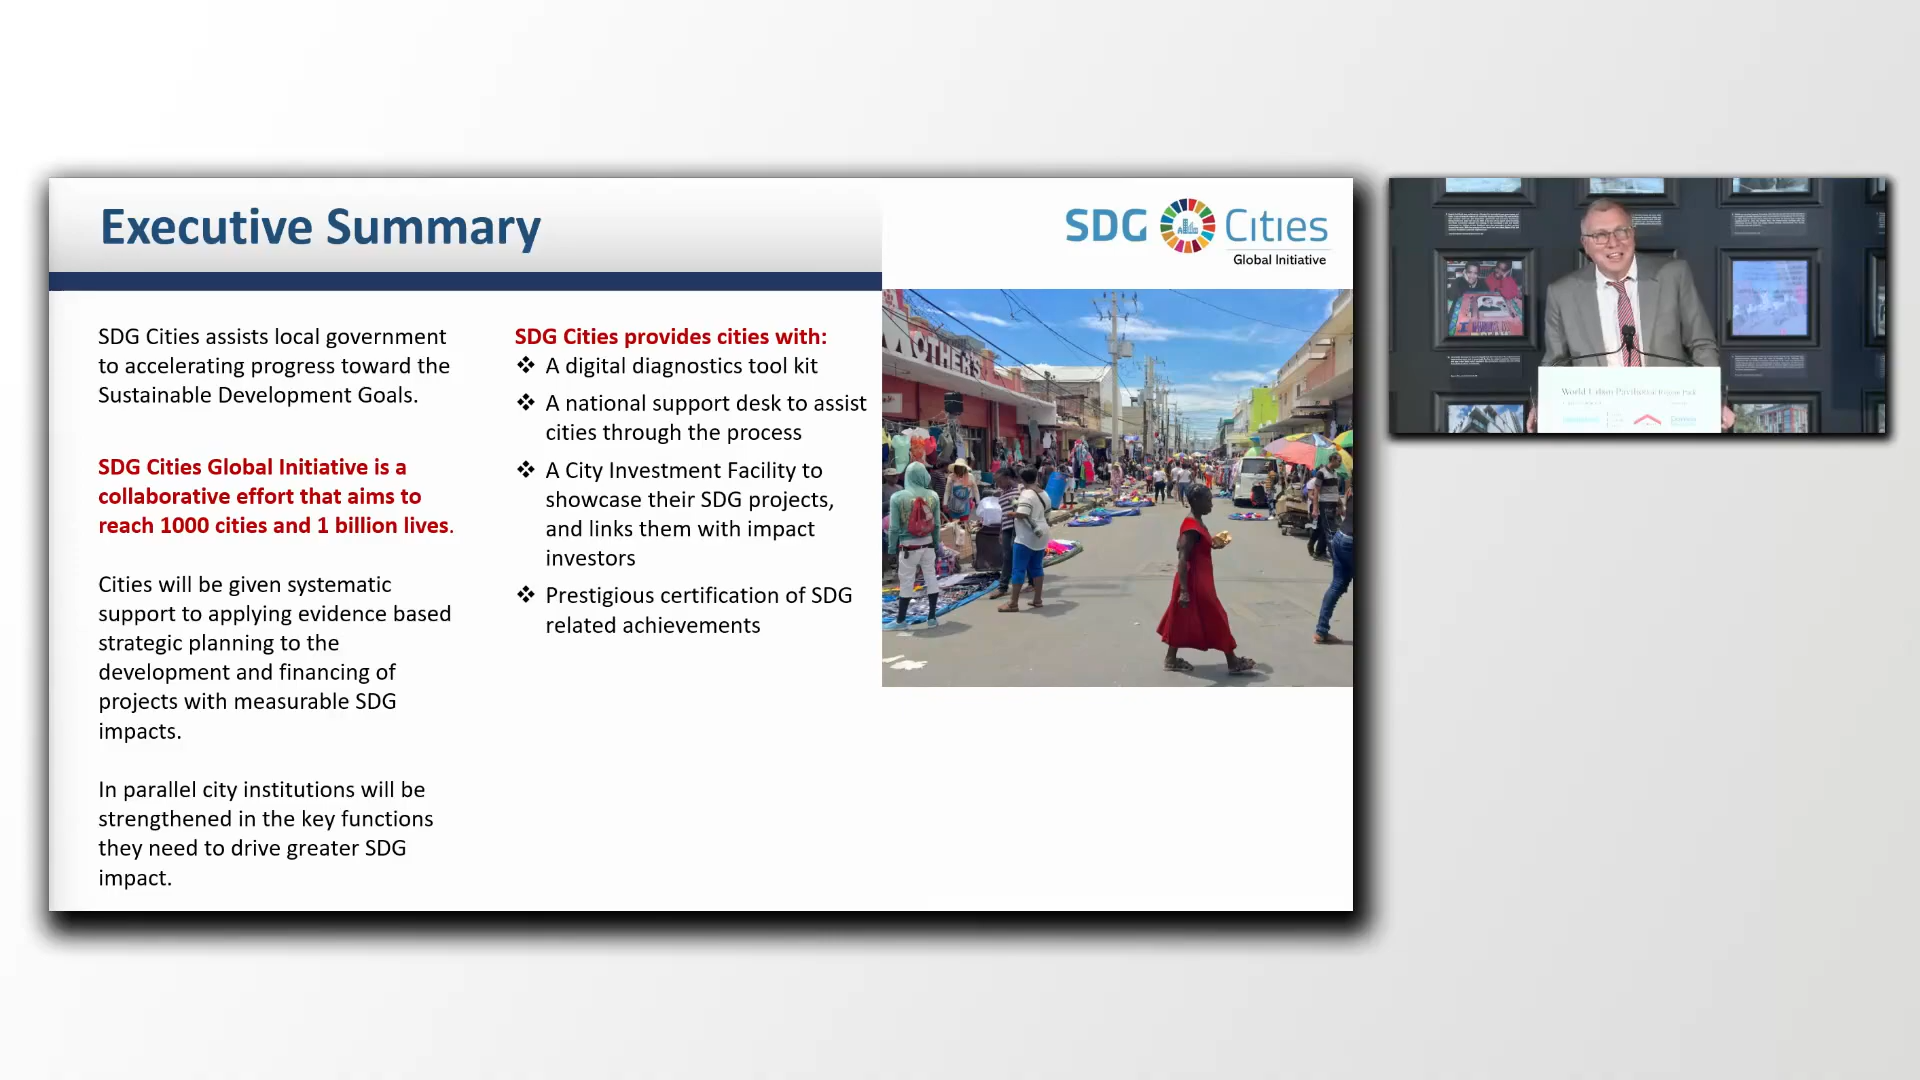 Executive Summary
SDG Cities
Global Initiative
SDG Cities assists local government
to accelerating progress toward the
Sustainable Development Goals.
SDG Cities Global Initiative is a
collaborative effort that aims to
reach 1000 cities and 1 billion lives.
Cities will be given systematic
support to applying evidence based
strategic planning to the
development and financing of
projects with measurable SDG
impacts.
In parallel city institutions will be
strengthened in the key functions
they need to drive greater SDG
impact.
SDG Cities provides cities with:
❖ A digital diagnostics tool kit
❖ A national support desk to assist
cities through the process
❖ A City Investment Facility to
showcase their SDG projects,
and links them with impact
investors
❖ Prestigious certification of SDG
related achievements
MOTHER'S
World Urban Pavilion